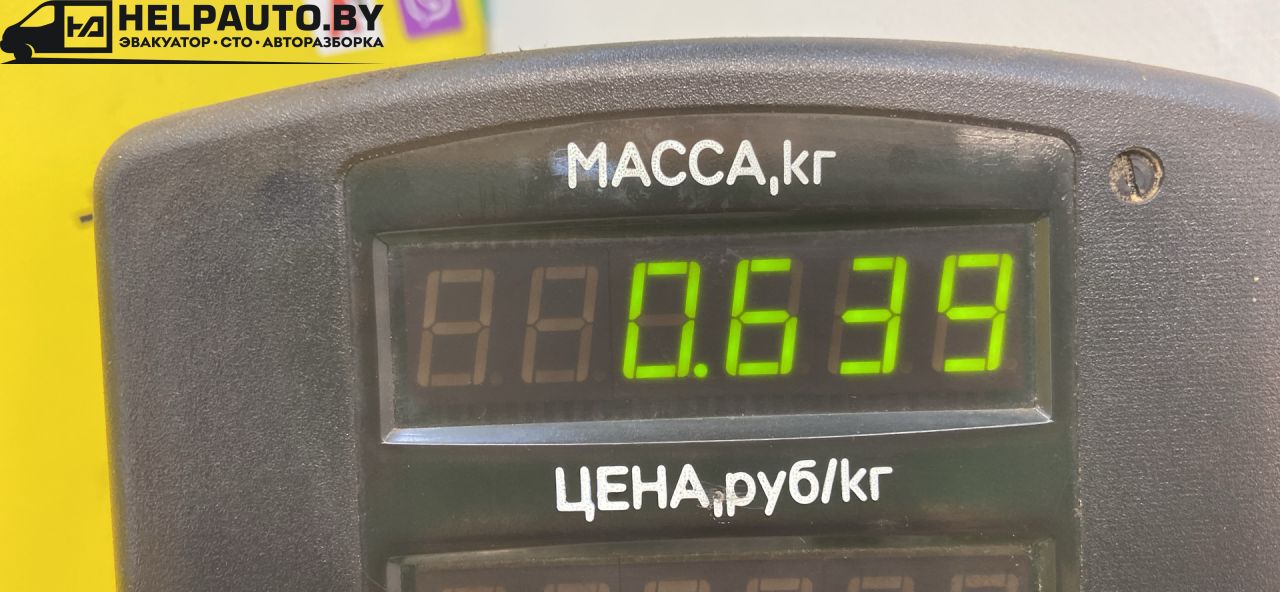 HELPAUTO.BY
ЭВАКУАТОР · СТО · АВТОРАЗБОРКА
МАССА,кг
0.639
ЦЕНА,руб/кг